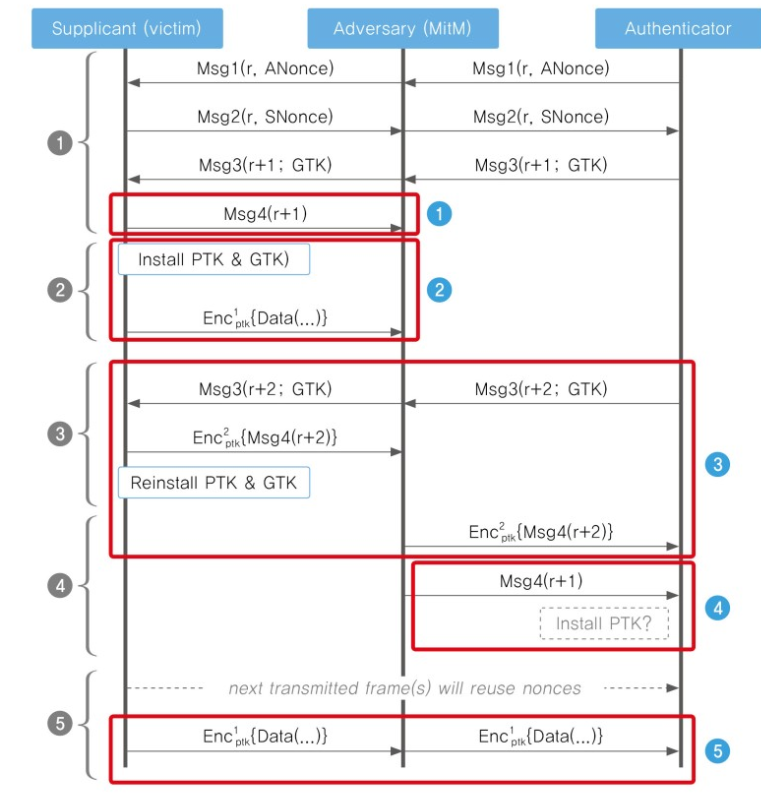 Supplicant (victim)
Adversary (MitM)
Authenticator
Msg1(r, ANonce)
Msg1(r, ANonce)
Msg2(r, SNonce)
Msg2(r, SNonce)
1
Msg3(r+1; GTK)
Msg3(r+1; GTK)
Msg4(r+1)
1
Install PTK & GTK)
2
2
Enc¹ptk{Data(...)}
Msg3(r+2; GTK)
Msg3(r+2; GTK)
3
Enc²ptk{Msg4(r+2)}
3
Reinstall PTK & GTK
Enc²ptk{Msg4(r+2)}
4
Msg4(r+1)
4
Install PTK?
next transmitted frame(s) will reuse nonces
5
Enc¹ptk{Data(...)}
Enc¹ptk{Data(...)}
5